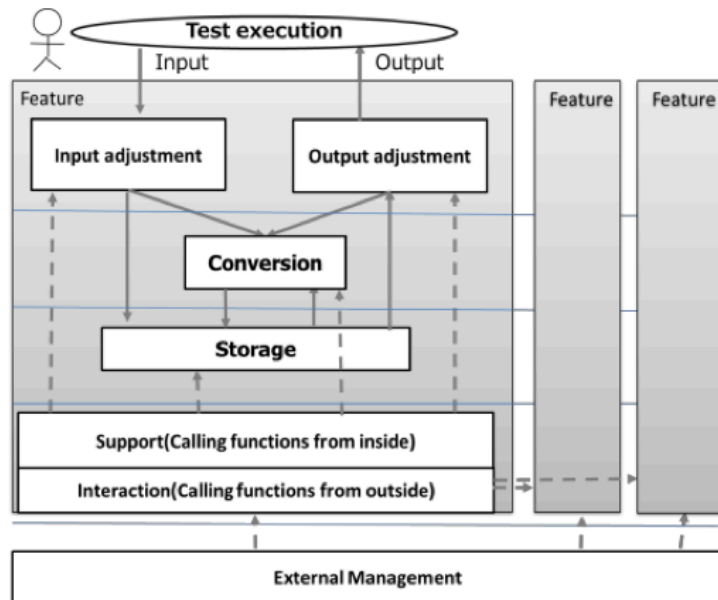 Test execution
Input
Output
Feature
Feature
Feature
Input adjustment
Output adjustment
Conversion
Storage
Support(Calling functions from inside)
Interaction(Calling functions from outside)
External Management